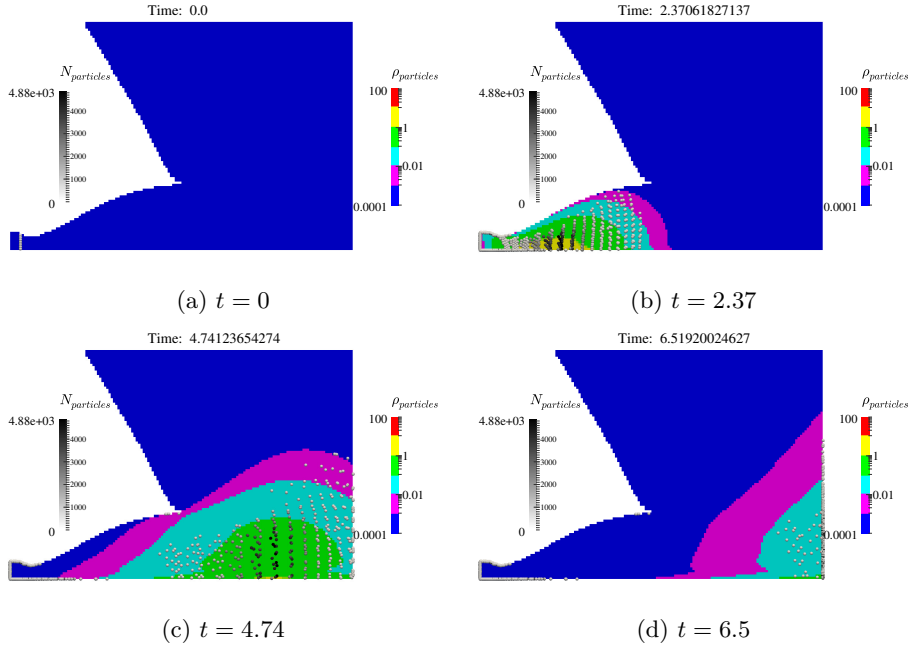 Time: 0.0
N_particles
ρ_particles
4.88e+03
4000
3000
2000
1000
0
100
1
0.01
0.0001
(a) t = 0
Time: 2.37061827137
N_particles
ρ_particles
4.88e+03
4000
3000
2000
1000
0
100
1
0.01
0.0001
(b) t = 2.37
Time: 4.74123654274
N_particles
ρ_particles
4.88e+03
4000
3000
2000
1000
0
100
1
0.01
0.0001
(c) t = 4.74
Time: 6.51920024627
N_particles
ρ_particles
4.88e+03
4000
3000
2000
1000
0
100
1
0.01
0.0001
(d) t = 6.5